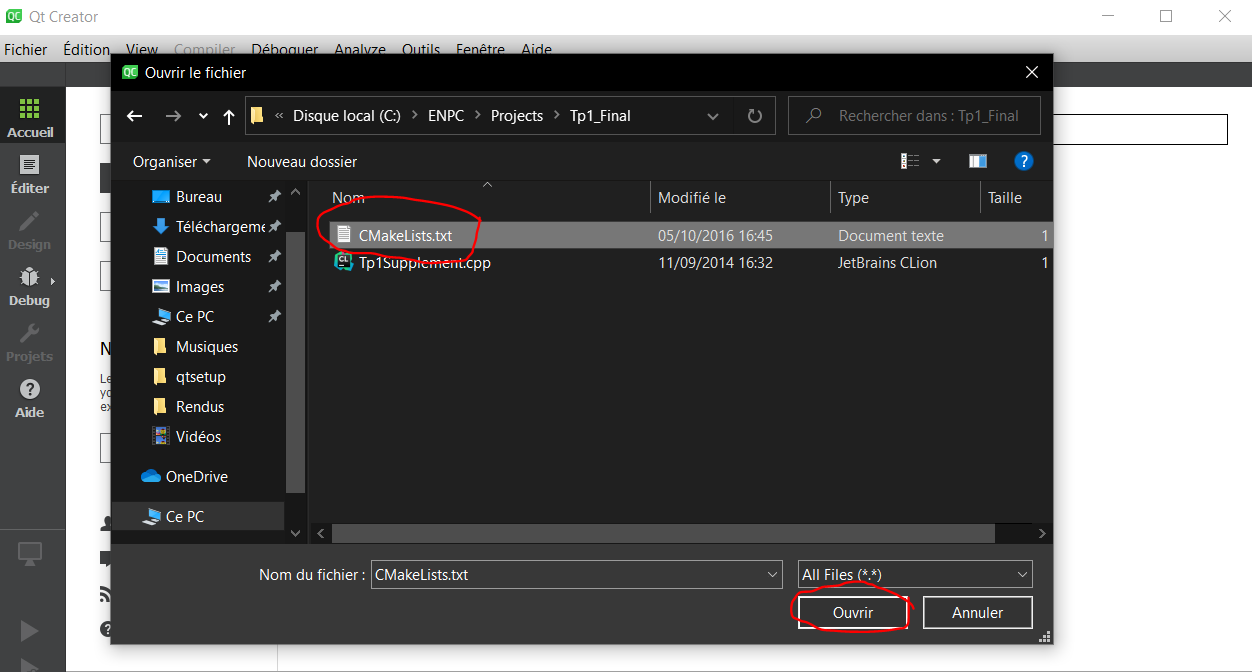 Qt Creator
Fichier Édition View Compiler Déboguer Analyze Outils Fenêtre Aide
Ouvrir le fichier
« Disque local (C:) > ENPC > Projects > Tp1_Final
Rechercher dans : Tp1_Final
Organiser Nouveau dossier
Accueil
Éditer
Design
Debug
Projets
Aide
Bureau
Téléchargeme
Documents
Images
Ce PC
Musiques
qtsetup
Rendus
Vidéos
OneDrive
Ce PC
Nom Modifié le Type Taille
CMakeLists.txt 05/10/2016 16:45 Document texte 1
Tp1Supplement.cpp 11/09/2014 16:32 JetBrains CLion 1
Nom du fichier : CMakeLists.txt All Files (*.*)
Ouvrir Annuler